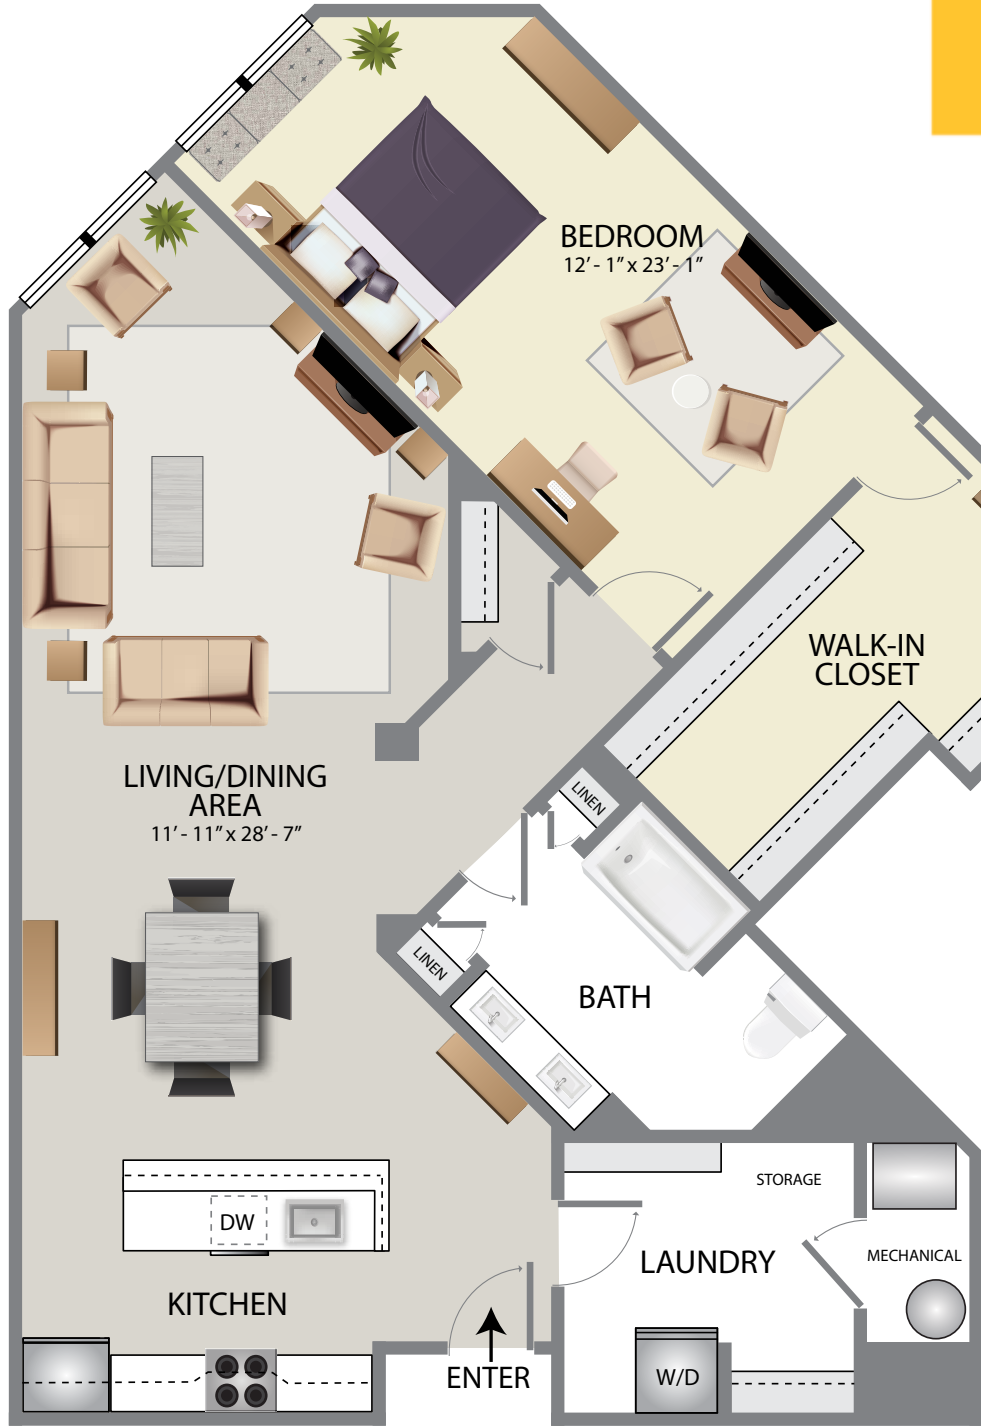 BEDROOM
12' - 1" x 23' - 1"
WALK-IN
CLOSET
LIVING/DINING
AREA
11' - 11" x 28' - 7"
LINEN
LINEN
BATH
STORAGE
DW
LAUNDRY
MECHANICAL
KITCHEN
ENTER
W/D